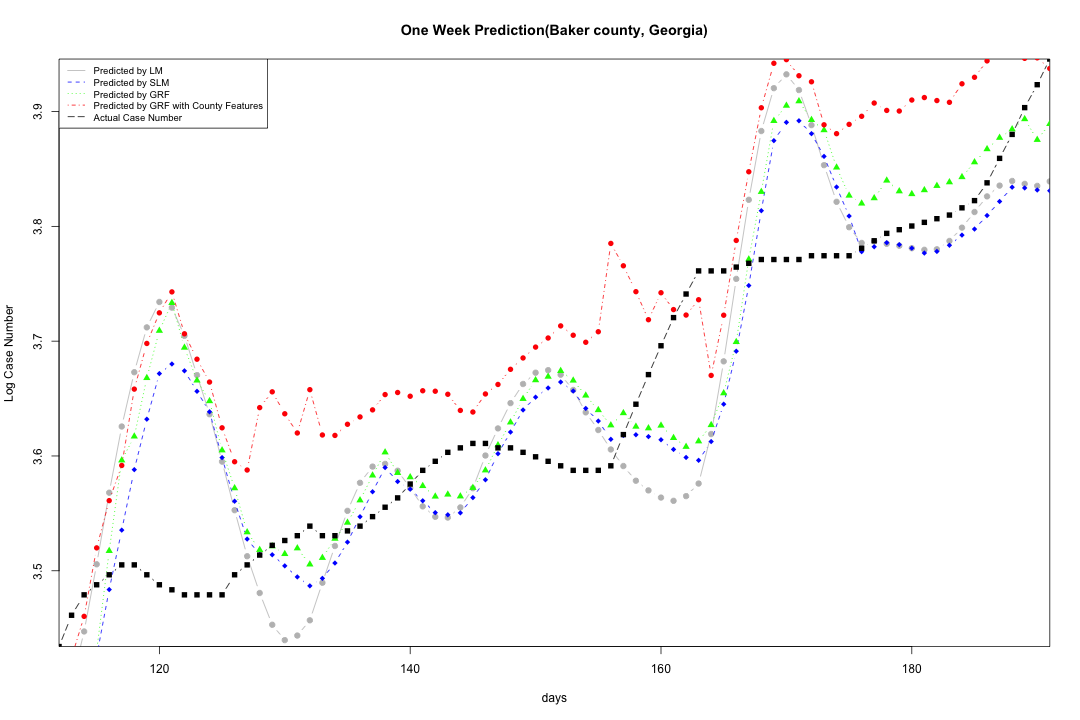 One Week Prediction(Baker county, Georgia)
Predicted by LM
Predicted by SLM
Predicted by GRF
Predicted by GRF with County Features
Actual Case Number
3.9
3.8
3.7
3.6
3.5
Log Case Number
120
140
160
180
days